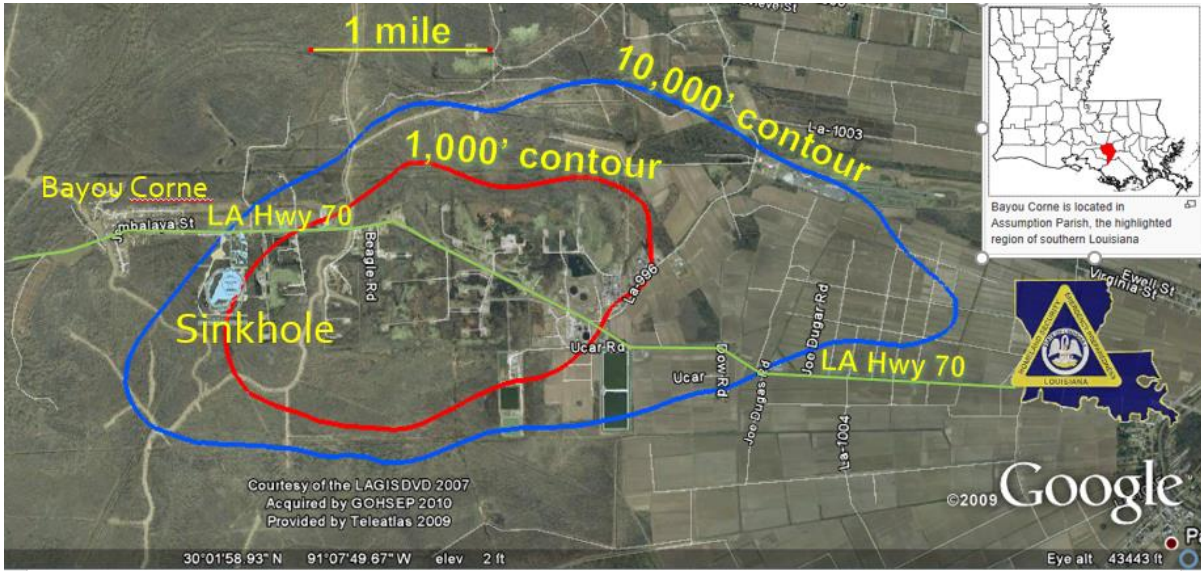 1 mile
10,000' contour
La-1003
1,000' contour
Bayou Corne
Jambalaya St
LA Hwy 70
Beagle Rd
La-996
Sinkhole
Ucar Rd
Ucar
Dow Rd
Joe Dugas Rd
Joe Dugar Rd
LA Hwy 70
La-1004
Bayou Corne is located in
Assumption Parish, the highlighted
region of southern Louisiana
Ewell St
Virginia St
HOMELAND SECURITY
EMERGENCY PREPAREDNESS
LOUISIANA
Courtesy of the LAGISDVD 2007
Acquired by GOHSEP 2010
Provided by Teleatlas 2009
©2009 Google
30°01'58.93" N 91°07'49.67" W elev 2 ft
Eye alt 43443 ft